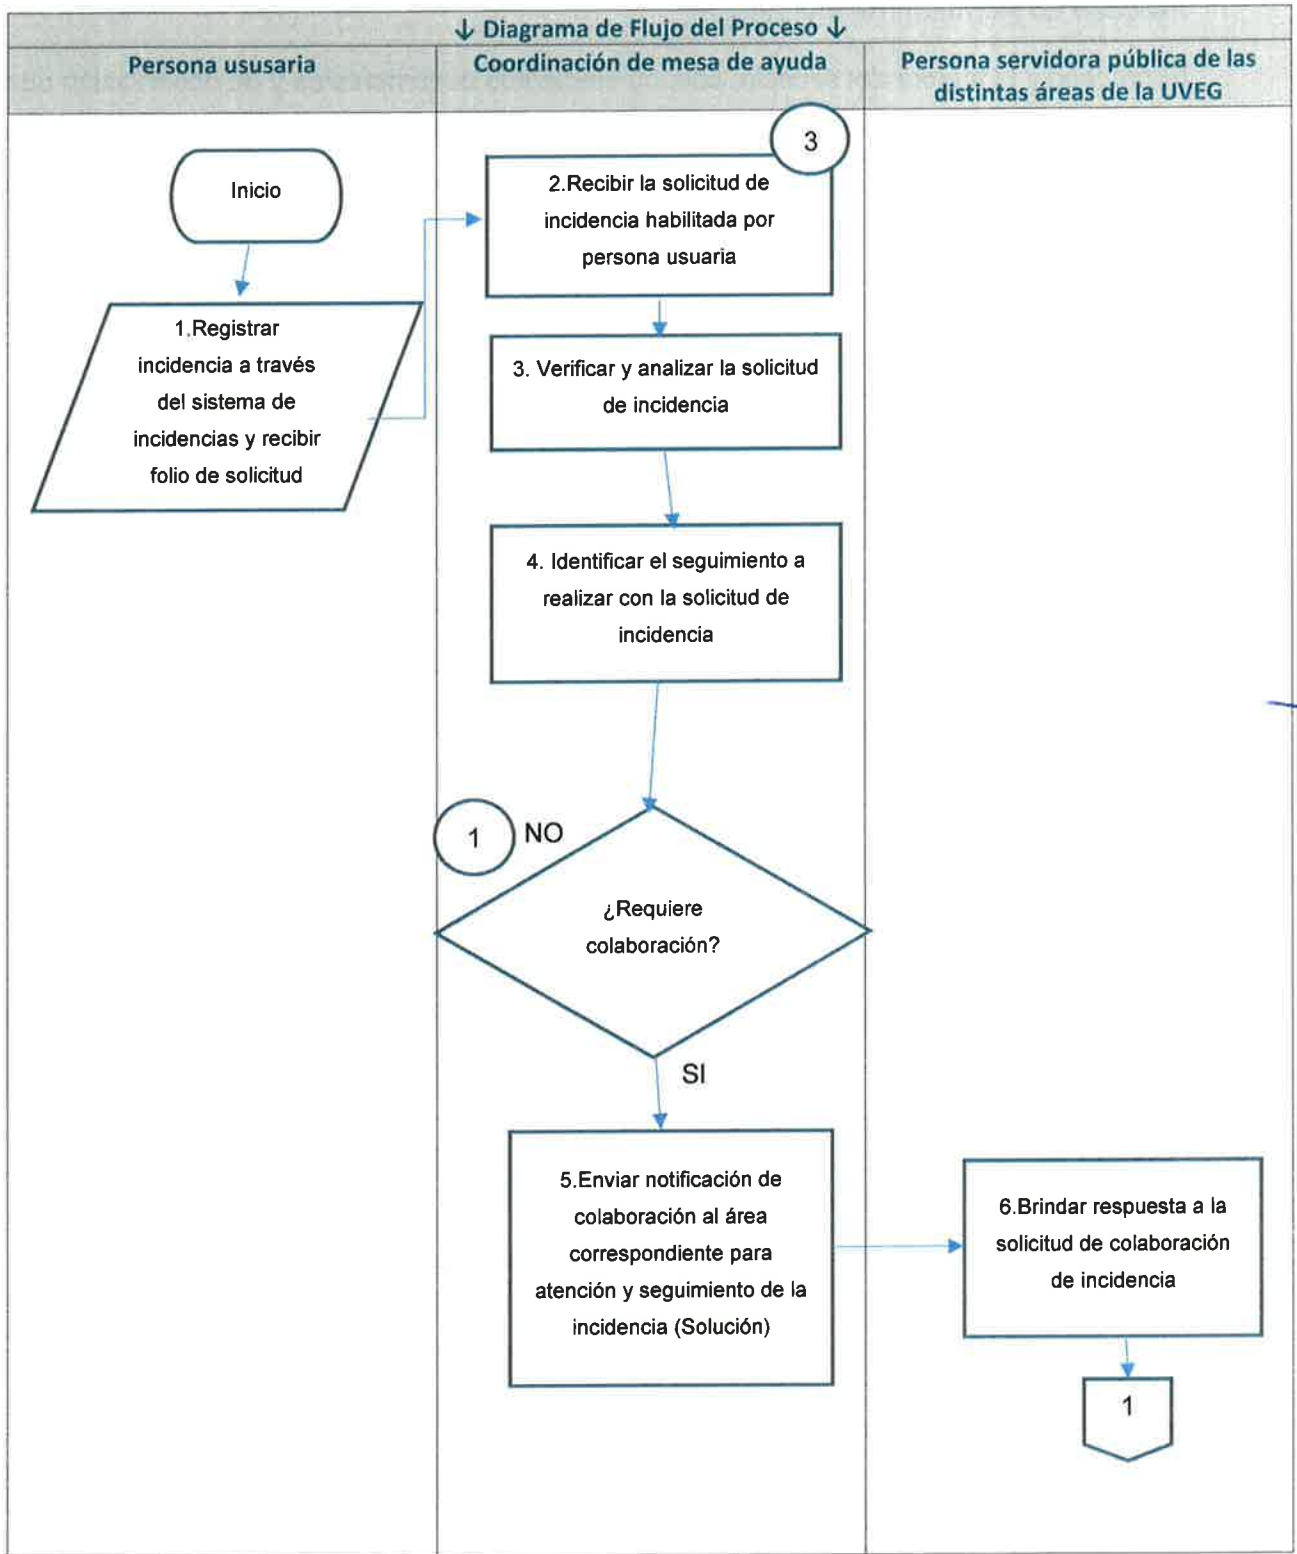 ↓ Diagrama de Flujo del Proceso ↓
Persona ususaria
Coordinación de mesa de ayuda
Persona servidora pública de las
distintas áreas de la UVEG
Inicio
1.Registrar
incidencia a través
del sistema de
incidencias y recibir
folio de solicitud
3
2.Recibir la solicitud de
incidencia habilitada por
persona usuaria
3. Verificar y analizar la solicitud
de incidencia
4. Identificar el seguimiento a
realizar con la solicitud de
incidencia
1
NO
¿Requiere
colaboración?
SI
5.Enviar notificación de
colaboración al área
correspondiente para
atención y seguimiento de la
incidencia (Solución)
6.Brindar respuesta a la
solicitud de colaboración
de incidencia
1